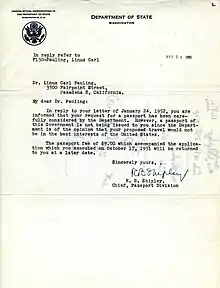 DEPARTMENT OF STATE
WASHINGTON
In reply refer to
F130-Pauling, Linus Carl
FEB 14 1952
Dr. Linus Carl Pauling,
3500 Fairpoint Street,
Pasadena 8, California.
My dear Dr. Pauling:
In reply to your letter of January 24, 1952, you are
informed that your request for a passport has been care-
fully considered by the Department. However, a passport of
this Government is not being issued to you since the Depart-
ment is of the opinion that your proposed travel would not be
in the best interests of the United States.
The passport fee of $9.00 which accompanied the applica-
tion which you executed on October 17, 1951 will be returned
to you at a later date.
Sincerely yours,
R.B. Shipley
R. B. Shipley
Chief, Passport Division